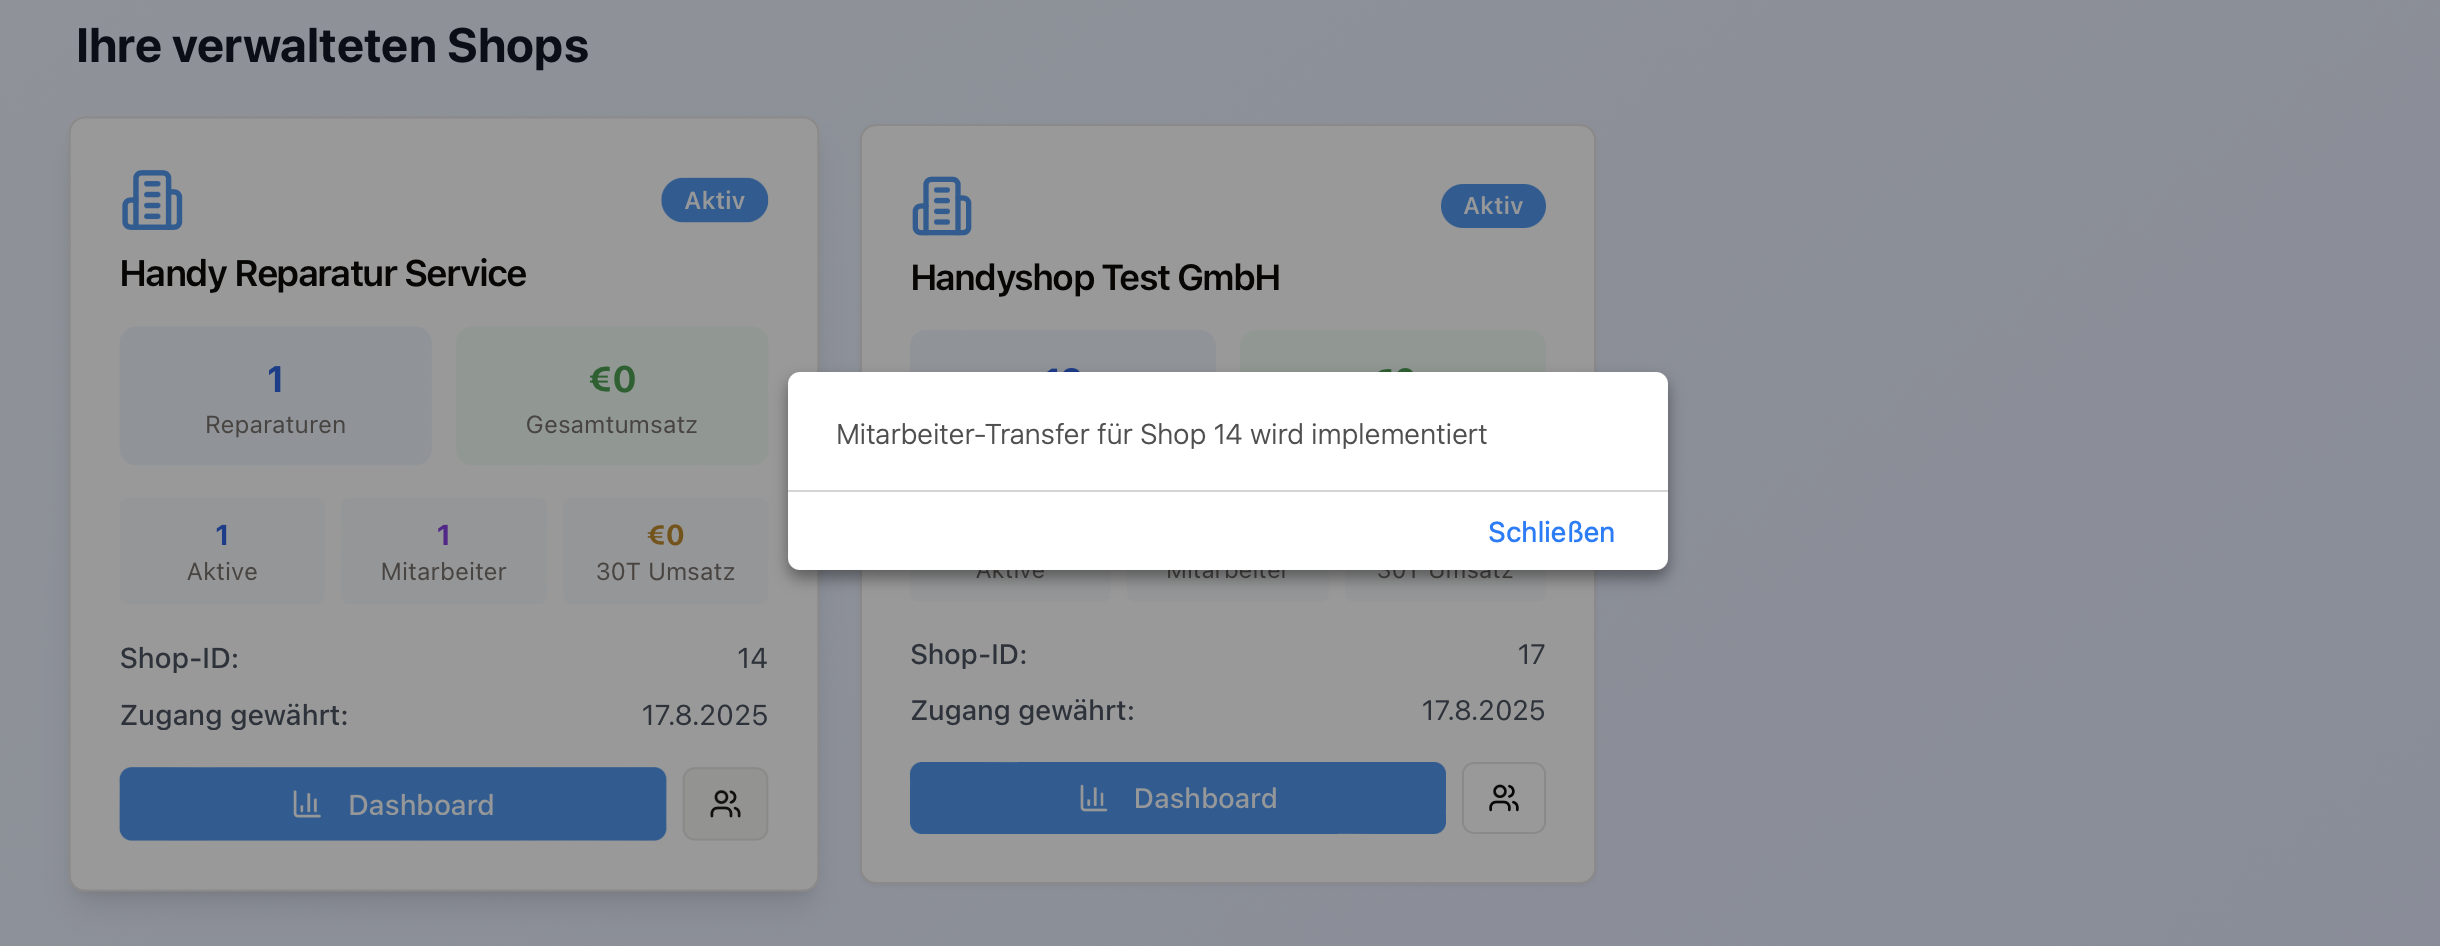 Ihre verwalteten Shops
Aktiv
Handy Reparatur Service
1
Reparaturen
€0
Gesamtumsatz
1
Aktive
1
Mitarbeiter
€0
30T Umsatz
Shop-ID:
14
Zugang gewährt:
17.8.2025
Dashboard
Aktiv
Handyshop Test GmbH
Aktive
Mitarbeiter
30T Umsatz
Shop-ID:
17
Zugang gewährt:
17.8.2025
Dashboard
Mitarbeiter-Transfer für Shop 14 wird implementiert
Schließen